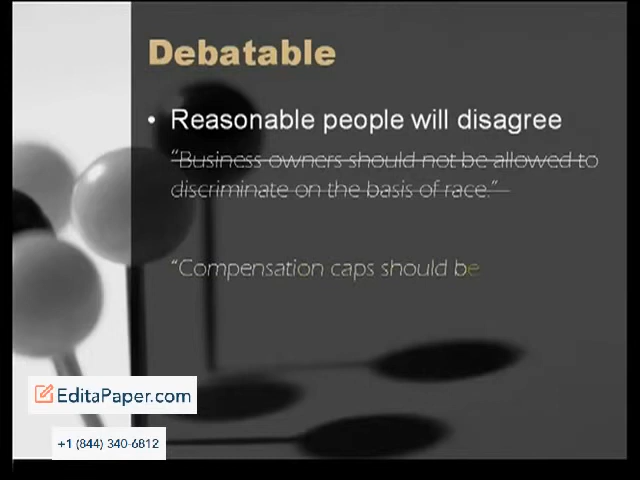 Debatable
• Reasonable people will disagree
“Business owners should not be allowed to
discriminate on the basis of race.”
“Compensation caps should be
EditaPaper.com
+1 (844) 340-6812